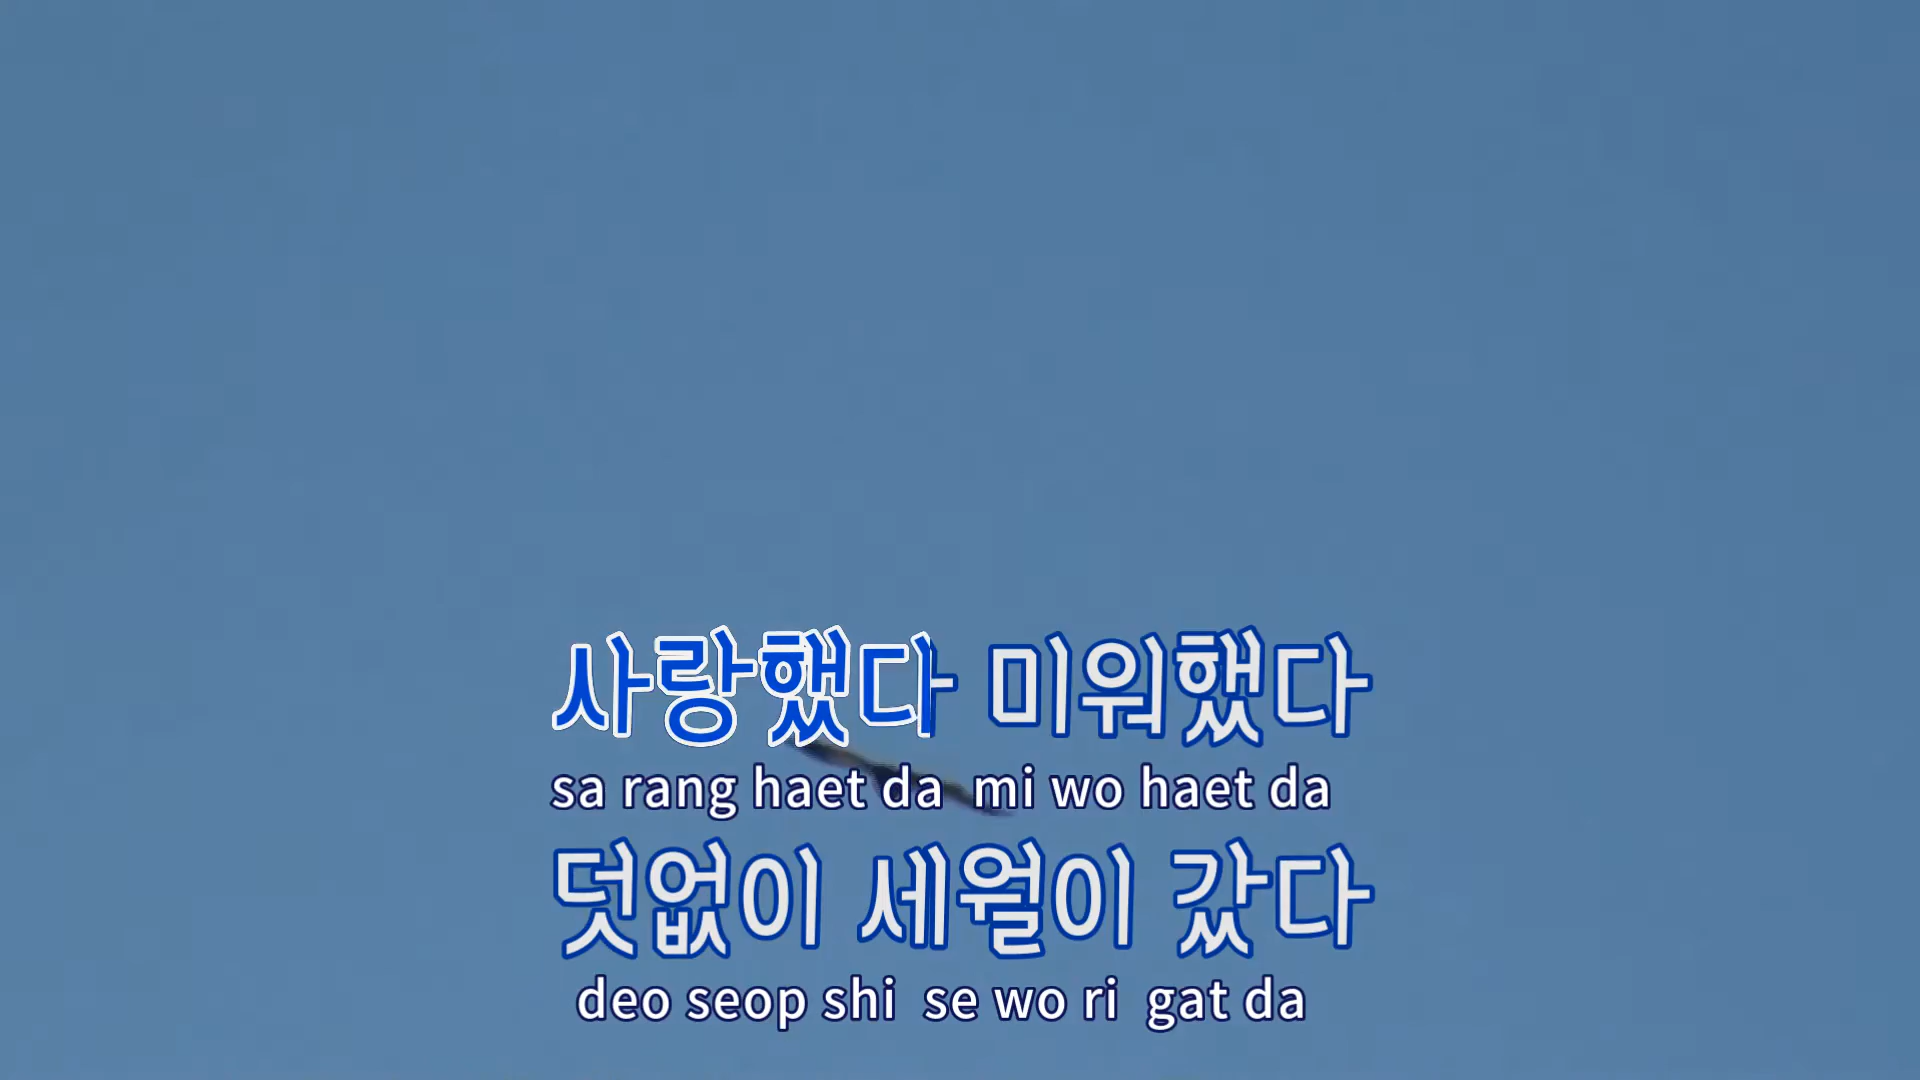 사랑했다 미워했다
sa rang haet da mi wo haet da
덧없이 세월이 갔다
deo seop shi se wo ri gat da